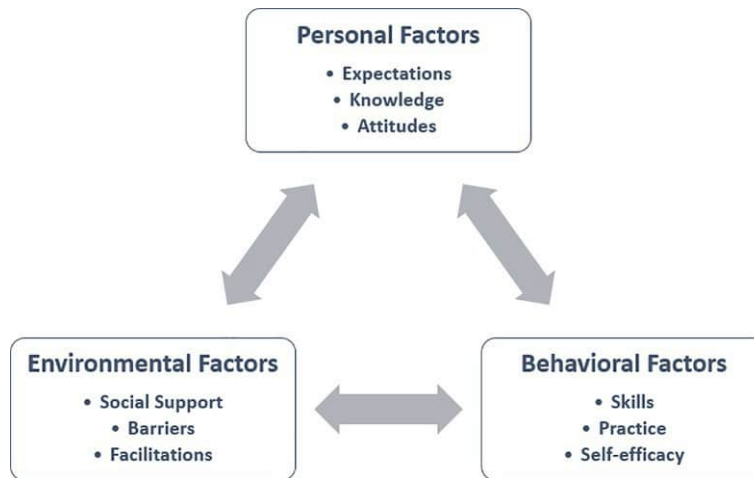 Personal Factors
• Expectations
• Knowledge
• Attitudes
Environmental Factors
• Social Support
• Barriers
• Facilitations
Behavioral Factors
• Skills
• Practice
• Self-efficacy